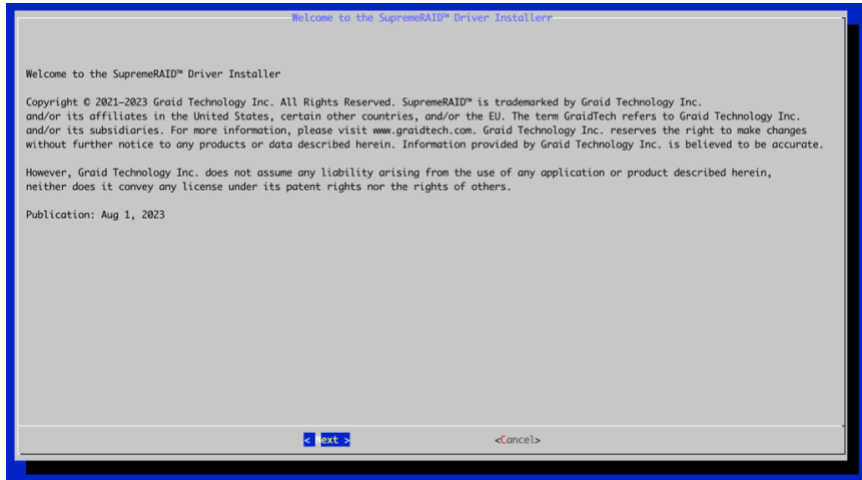 Welcome to the SupremeRAID™ Driver Installerr
Welcome to the SupremeRAID™ Driver Installer
Copyright © 2021–2023 Graid Technology Inc. All Rights Reserved. SupremeRAID™ is trademarked by Graid Technology Inc.
and/or its affiliates in the United States, certain other countries, and/or the EU. The term GraidTech refers to Graid Technology Inc.
and/or its subsidiaries. For more information, please visit www.graidtech.com. Graid Technology Inc. reserves the right to make changes
without further notice to any products or data described herein. Information provided by Graid Technology Inc. is believed to be accurate.
However, Graid Technology Inc. does not assume any liability arising from the use of any application or product described herein,
neither does it convey any license under its patent rights nor the rights of others.
Publication: Aug 1, 2023
< Next > <Cancel>